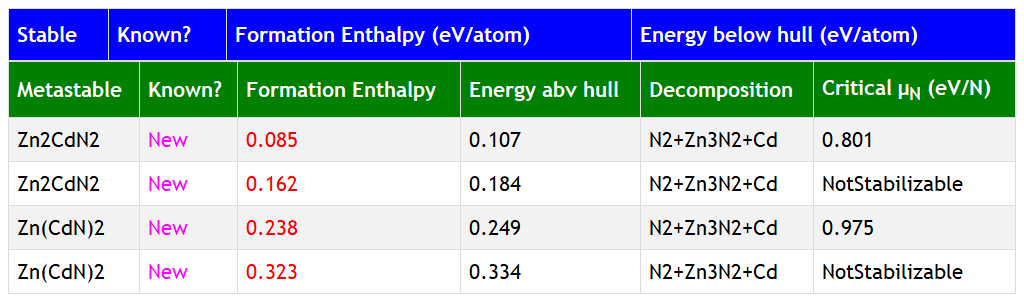 Stable Known? Formation Enthalpy (eV/atom) Energy below hull (eV/atom)
Metastable Known? Formation Enthalpy Energy abv hull Decomposition Critical μN (eV/N)
Zn2CdN2 New 0.085 0.107 N2+Zn3N2+Cd 0.801
Zn2CdN2 New 0.162 0.184 N2+Zn3N2+Cd NotStabilizable
Zn(CdN)2 New 0.238 0.249 N2+Zn3N2+Cd 0.975
Zn(CdN)2 New 0.323 0.334 N2+Zn3N2+Cd NotStabilizable